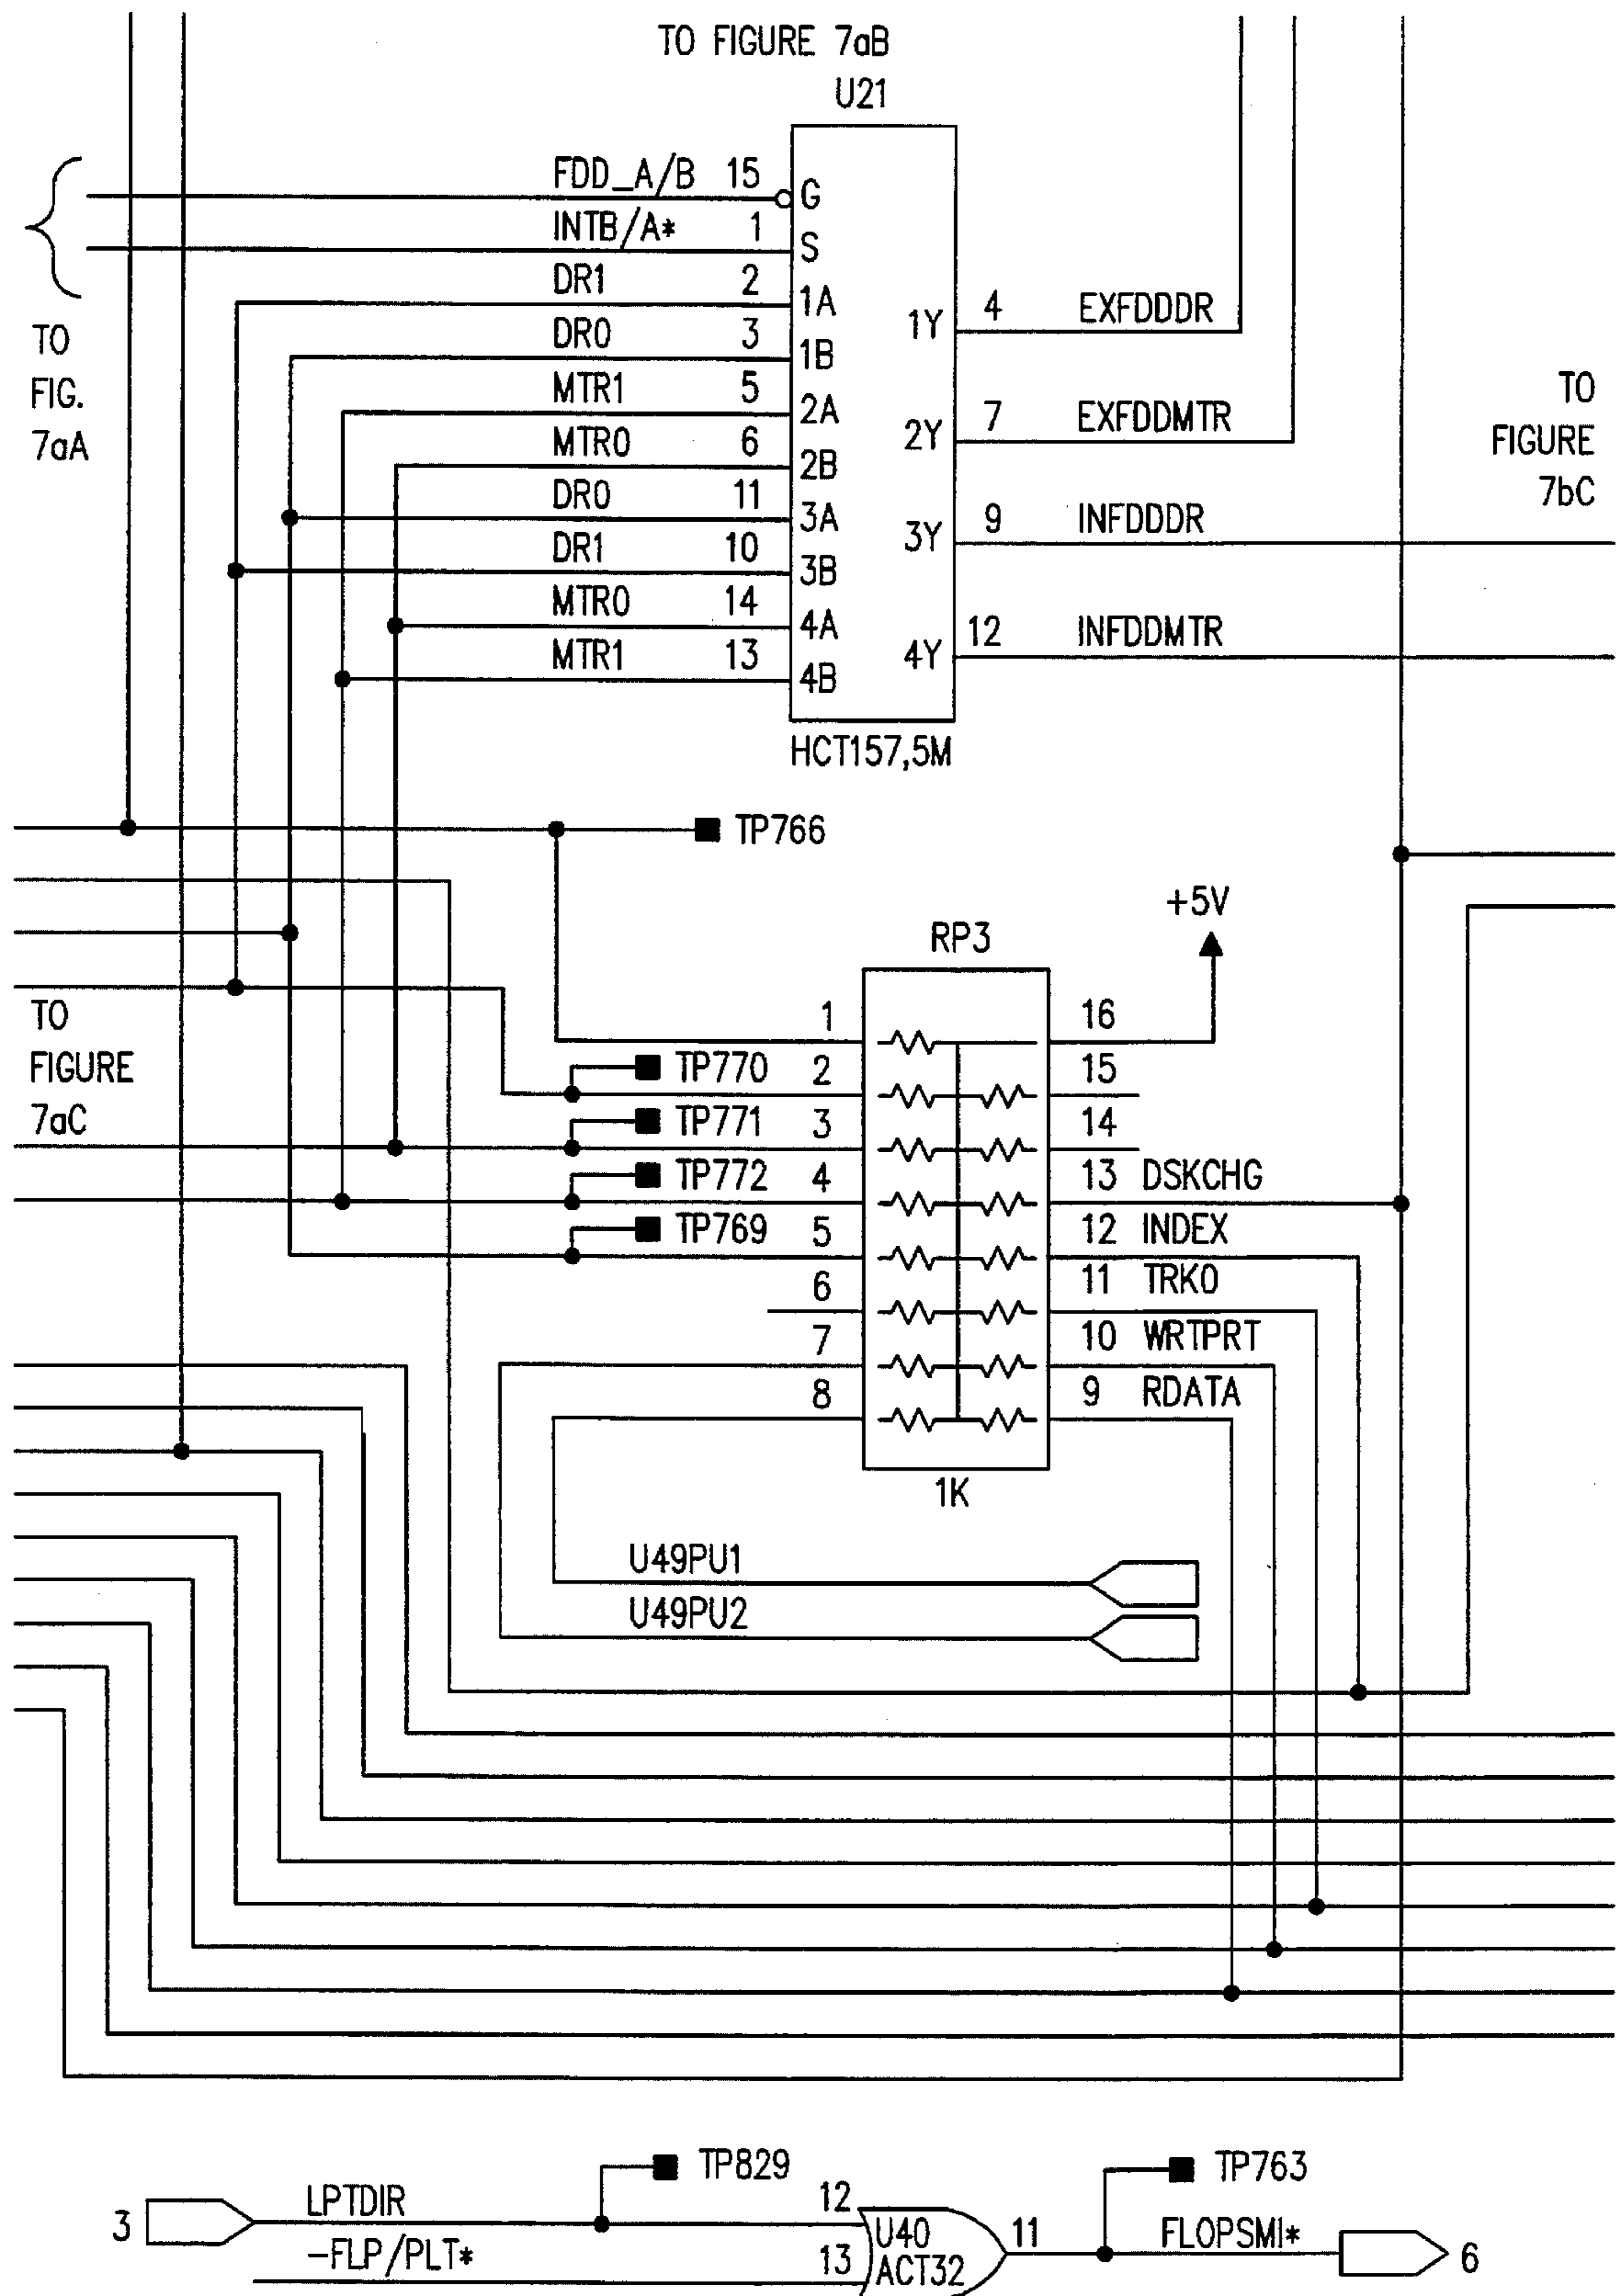 TO FIGURE 7aB
U21
FDD_A/B 15 G
INTB/A* 1 S
DR1 2 1A
DR0 3 1B
MTR1 5 2A
MTR0 6 2B
DR0 11 3A
DR1 10 3B
MTR0 14 4A
MTR1 13 4B
1Y 4 EXFDDDR
2Y 7 EXFDDMTR
3Y 9 INFDDDR
4Y 12 INFDDMTR
HCT157,5M
TO
FIG.
7aA
TO
FIGURE
7bC
TP766
+5V
RP3
TO
FIGURE
7aC
1
TP770 2
TP771 3
TP772 4
TP769 5
6
7
8
16
15
14
13 DSKCHG
12 INDEX
11 TRK0
10 WRTPRT
9 RDATA
1K
U49PU1
U49PU2
TP829
TP763
3 LPTDIR 12
-FLP/PLT* 13
U40
ACT32
11 FLOPSMI* 6